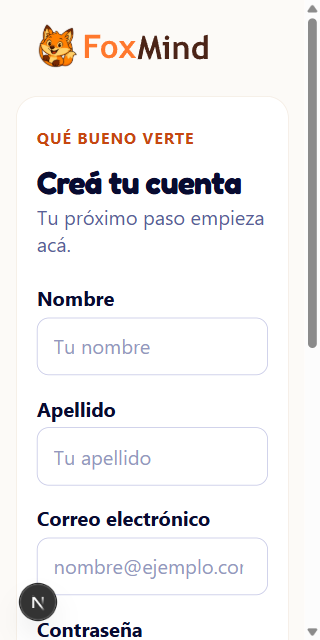 FoxMind
QUÉ BUENO VERTE
Creá tu cuenta
Tu próximo paso empieza
acá.
Nombre
Tu nombre
Apellido
Tu apellido
Correo electrónico
nombre@ejemplo.cor
N
Contraseña